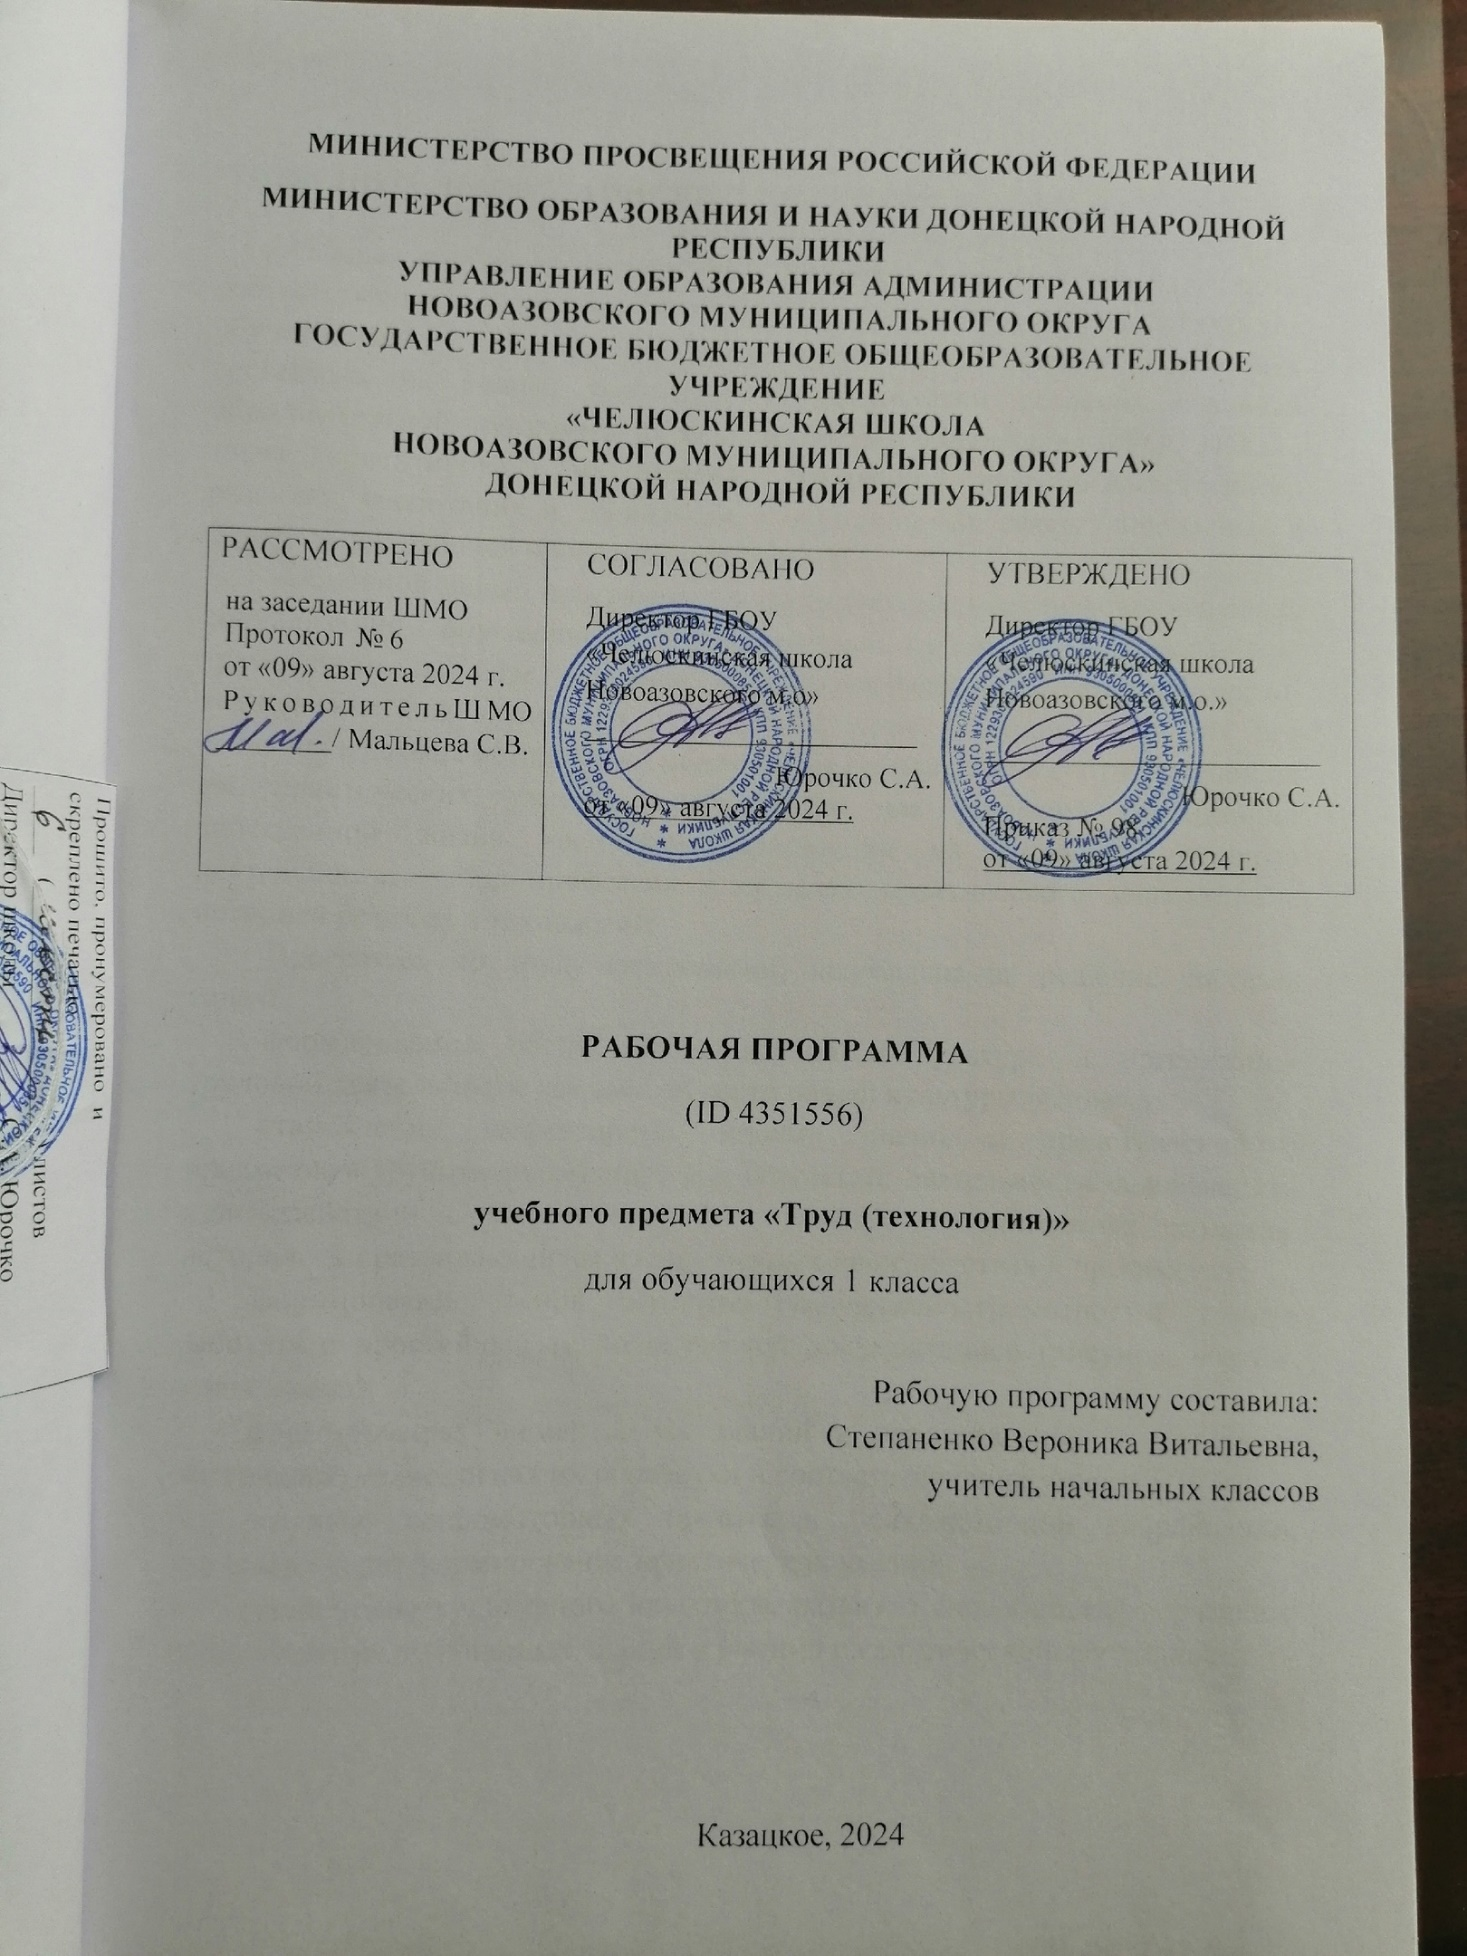 МИНИСТЕРСТВО ПРОСВЕЩЕНИЯ РОССИЙСКОЙ ФЕДЕРАЦИИ
МИНИСТЕРСТВО ОБРАЗОВАНИЯ И НАУКИ ДОНЕЦКОЙ НАРОДНОЙ
РЕСПУБЛИКИ
УПРАВЛЕНИЕ ОБРАЗОВАНИЯ АДМИНИСТРАЦИИ
НОВОАЗОВСКОГО МУНИЦИПАЛЬНОГО ОКРУГА
ГОСУДАРСТВЕННОЕ БЮДЖЕТНОЕ ОБЩЕОБРАЗОВАТЕЛЬНОЕ
УЧРЕЖДЕНИЕ
«ЧЕЛЮСКИНСКАЯ ШКОЛА
НОВОАЗОВСКОГО МУНИЦИПАЛЬНОГО ОКРУГА»
ДОНЕЦКОЙ НАРОДНОЙ РЕСПУБЛИКИ
РАССМОТРЕНО
на заседании ШМО
Протокол № 6
от «09» августа 2024 г.
Руководитель ШМО
/ Мальцева С.В.
СОГЛАСОВАНО
Директор ГБОУ
«Челюскинская школа
Новоазовского м.о»
Юрочко С.А.
от «09» августа 2024 г.
УТВЕРЖДЕНО
Директор ГБОУ
«Челюскинская школа
Новоазовского м.о.»
Юрочко С.А.
Приказ № 98
от «09» августа 2024 г.
РАБОЧАЯ ПРОГРАММА
(ID 4351556)
учебного предмета «Труд (технология)»
для обучающихся 1 класса
Рабочую программу составила:
Степаненко Вероника Витальевна,
учитель начальных классов
Казацкое, 2024
Прошито, пронумеровано и
скреплено печатью
6 листов
Директор школы Юрочко